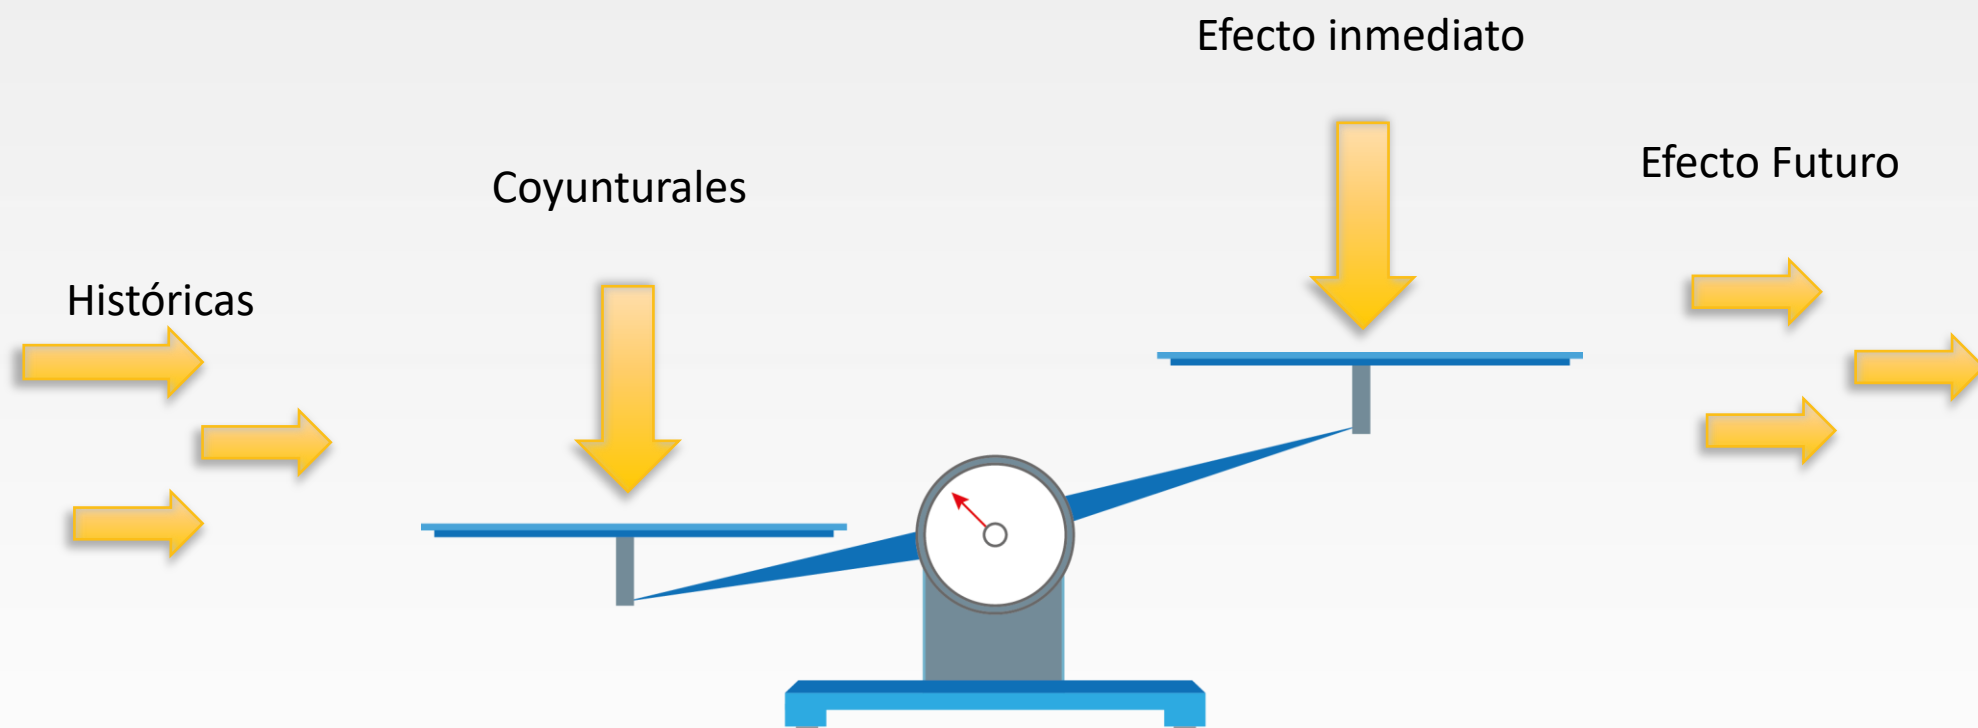 Efecto inmediato
Efecto Futuro
Coyunturales
Históricas